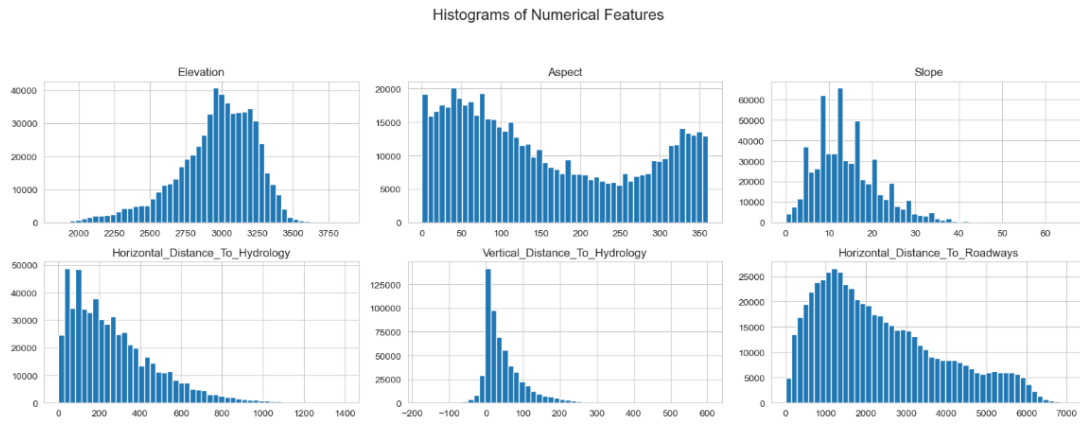 Histograms of Numerical Features
Elevation
40000
30000
20000
10000
0
2000 2250 2500 2750 3000 3250 3500 3750
Aspect
20000
15000
10000
5000
0
0 50 100 150 200 250 300 350
Slope
60000
50000
40000
30000
20000
10000
0
0 10 20 30 40 50 60
Horizontal_Distance_To_Hydrology
50000
40000
30000
20000
10000
0
0 200 400 600 800 1000 1200 1400
Vertical_Distance_To_Hydrology
125000
100000
75000
50000
25000
0
−200 −100 0 100 200 300 400 500 600
Horizontal_Distance_To_Roadways
25000
20000
15000
10000
5000
0
0 1000 2000 3000 4000 5000 6000 7000